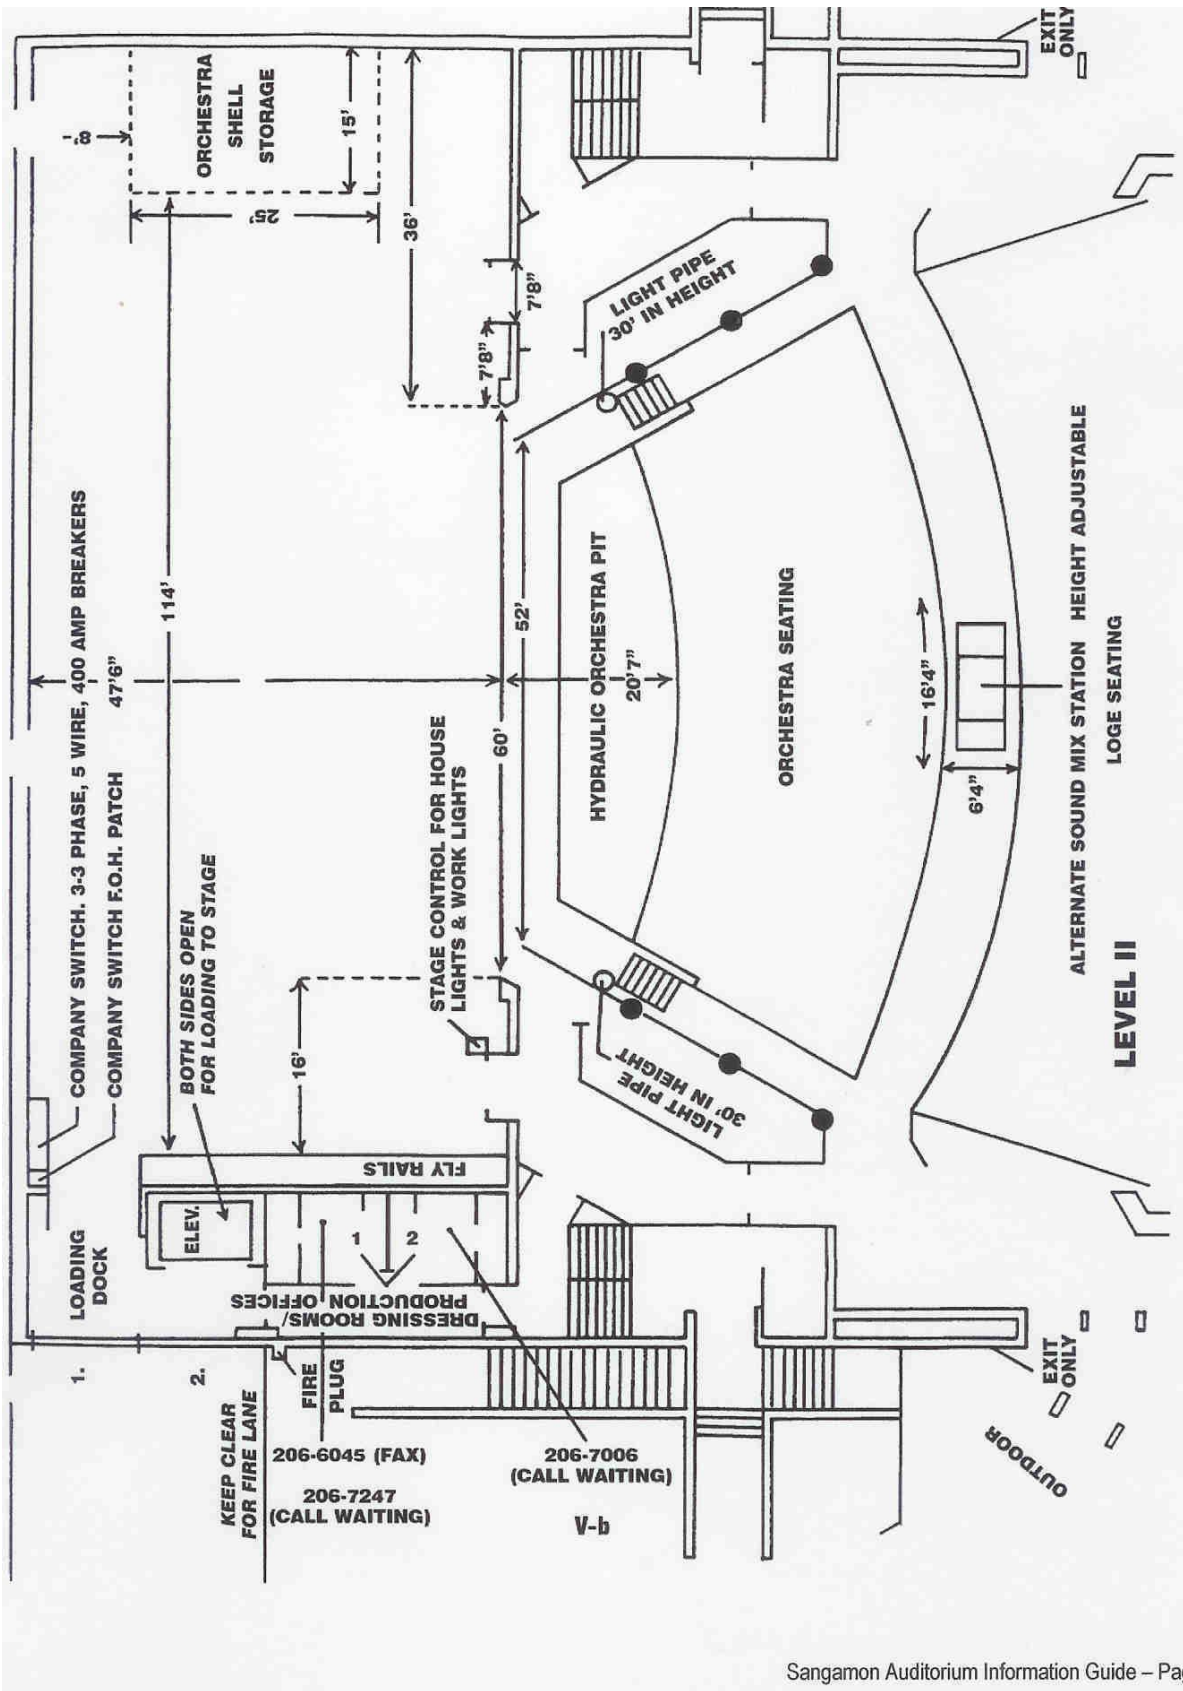 EXIT
ONLY
ORCHESTRA
SHELL
STORAGE
8'-
15'
25'
36'
7'8"
7'8"
LIGHT PIPE
30' IN HEIGHT
COMPANY SWITCH. 3-3 PHASE, 5 WIRE, 400 AMP BREAKERS
47'6"
COMPANY SWITCH F.O.H. PATCH
114'
BOTH SIDES OPEN
FOR LOADING TO STAGE
52'
60'
HYDRAULIC ORCHESTRA PIT
20'7"
ORCHESTRA SEATING
16'4"
6'4"
ALTERNATE SOUND MIX STATION HEIGHT ADJUSTABLE
LOGE SEATING
LEVEL II
STAGE CONTROL FOR HOUSE
LIGHTS & WORK LIGHTS
16'
LIGHT PIPE
30' IN HEIGHT
FLY RAILS
ELEV.
1
2
LOADING
DOCK
DRESSING ROOMS/
PRODUCTION OFFICES
1.
2.
FIRE
PLUG
KEEP CLEAR
FOR FIRE LANE
206-6045 (FAX)
206-7247
(CALL WAITING)
206-7006
(CALL WAITING)
V-b
EXIT
ONLY
OUTDOOR
Sangamon Auditorium Information Guide – Pa